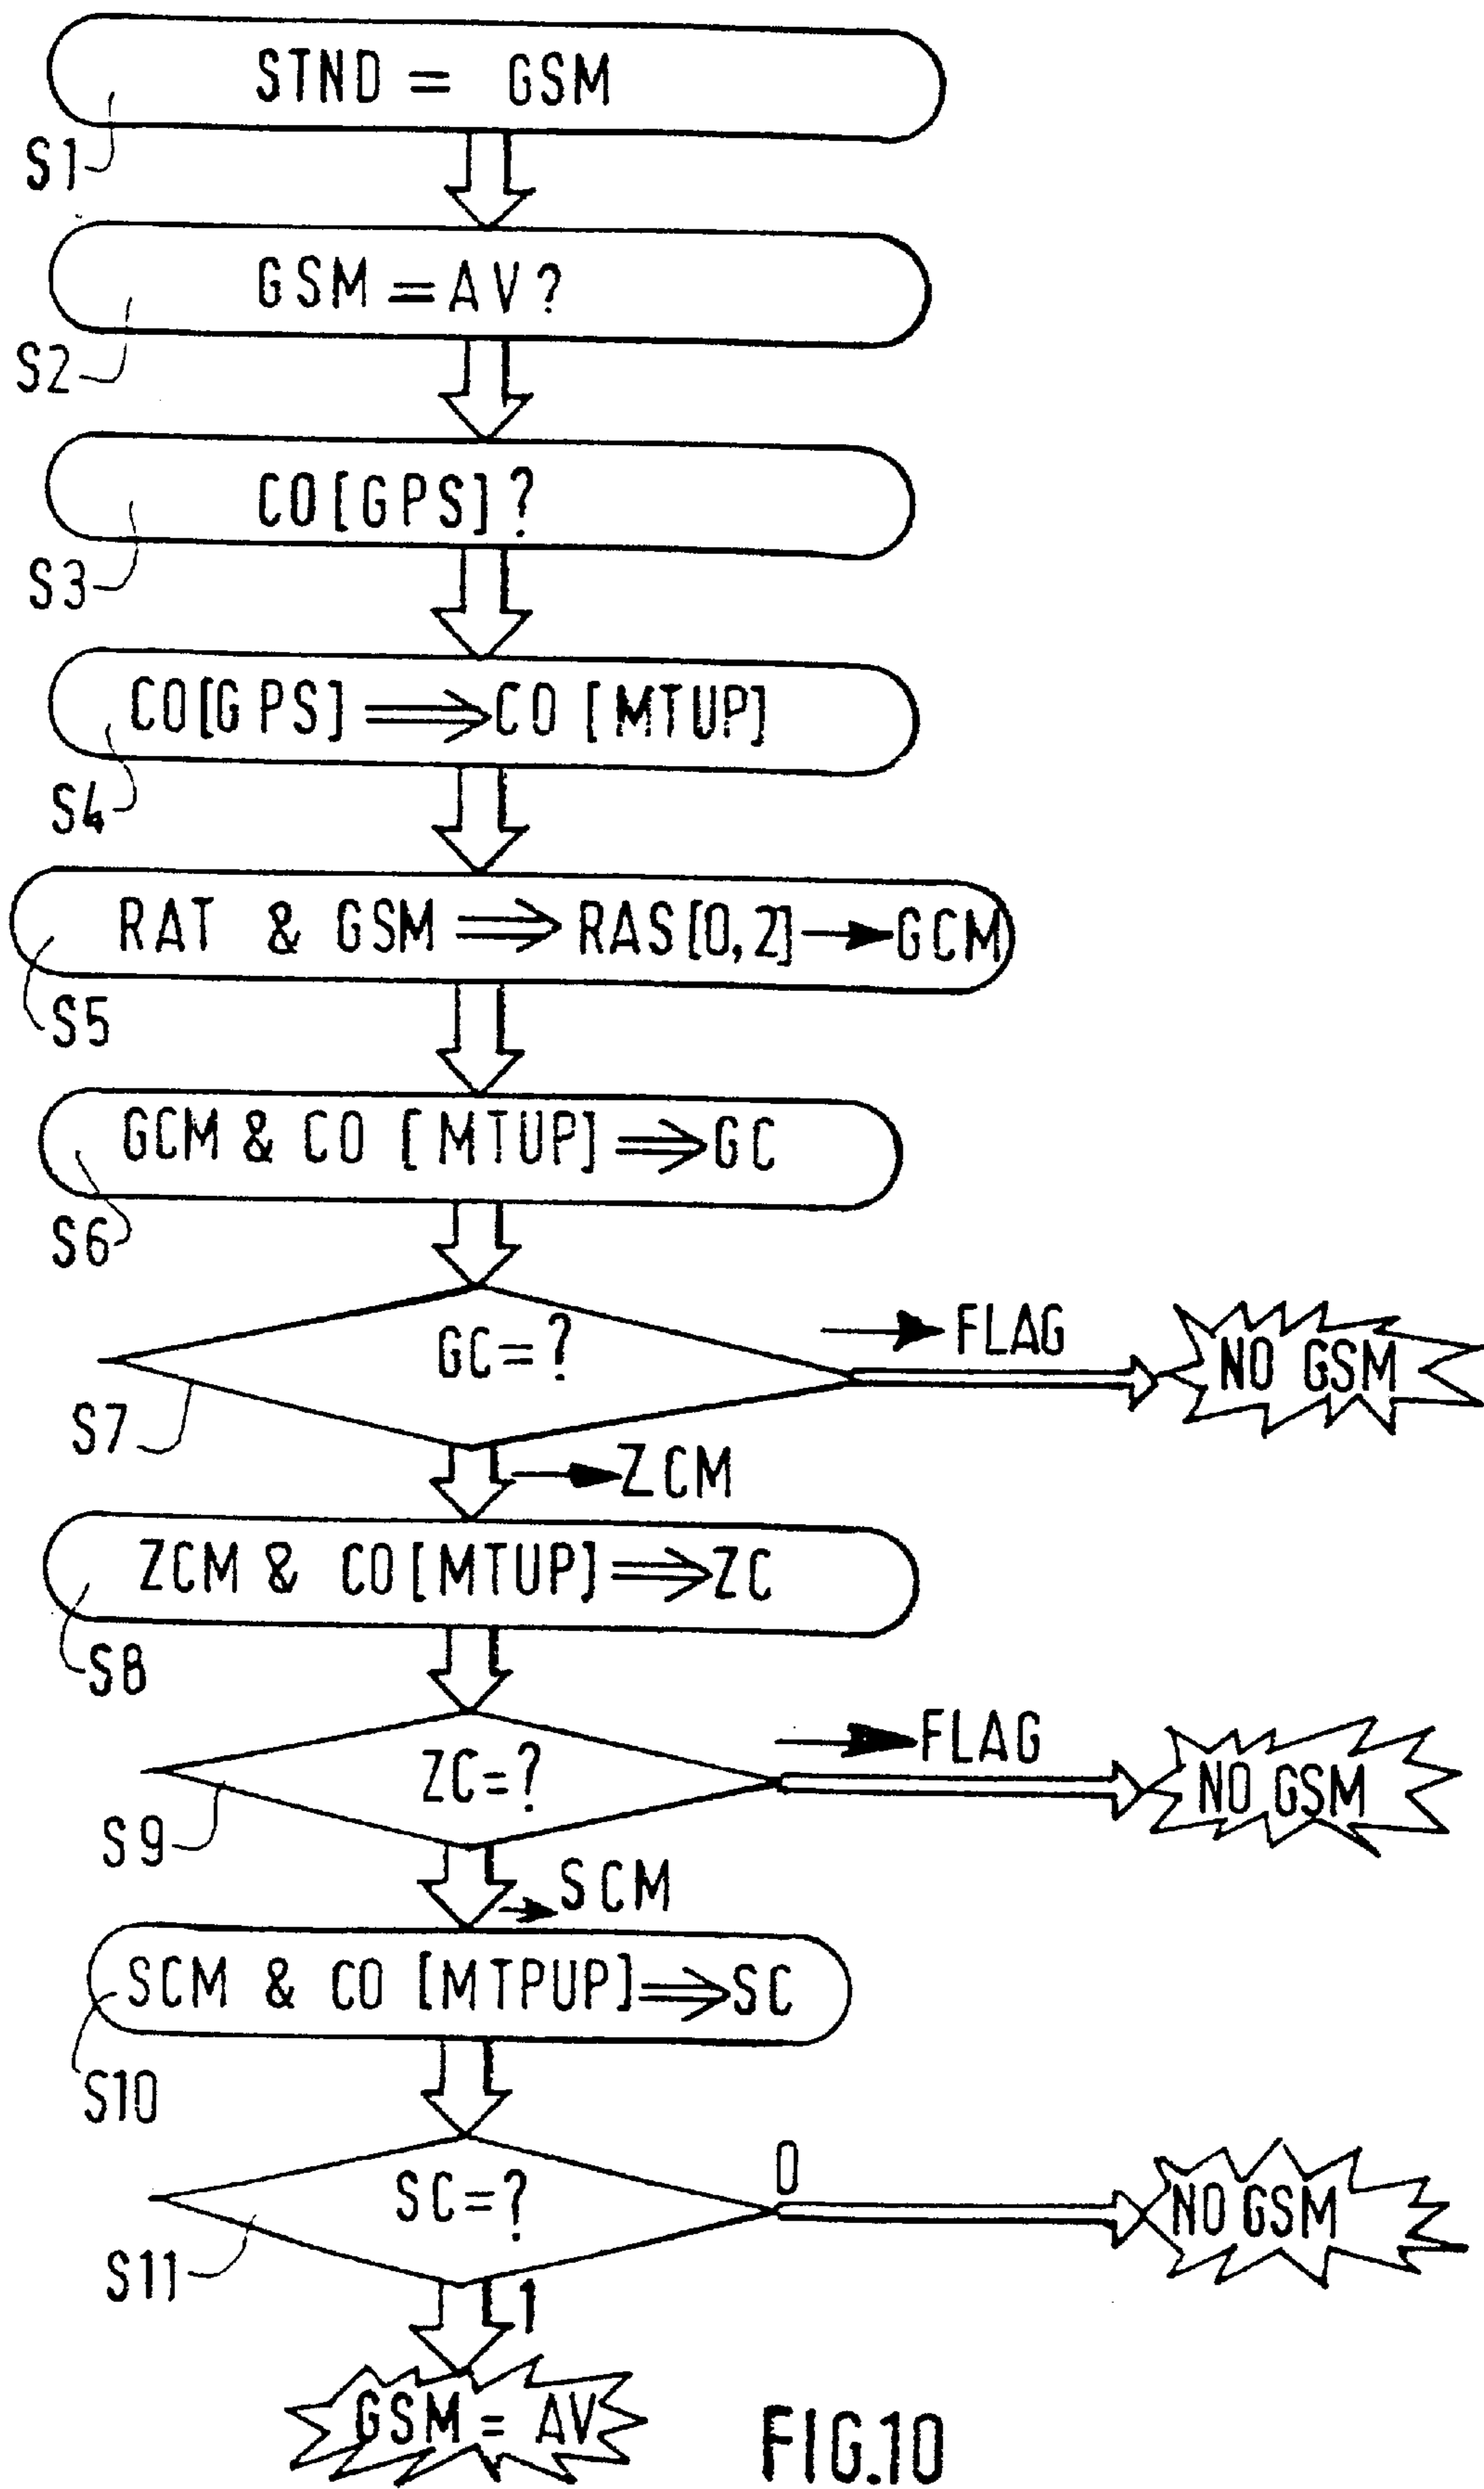 STND = GSM
S1
GSM = AV?
S2
CO[GPS]?
S3
CO[GPS] ⟹ CO [MTUP]
S4
RAT & GSM ⟹ RAS[0,2] → GCM
S5
GCM & CO [MTUP] ⟹ GC
S6
GC=?
→ FLAG
NO GSM
S7
→ ZCM
ZCM & CO[MTUP] ⟹ ZC
S8
ZC=?
→ FLAG
NO GSM
S9
→ SCM
SCM & CO [MTPUP] ⟹ SC
S10
SC=?
0
NO GSM
S11
1
GSM = AV
FIG.10